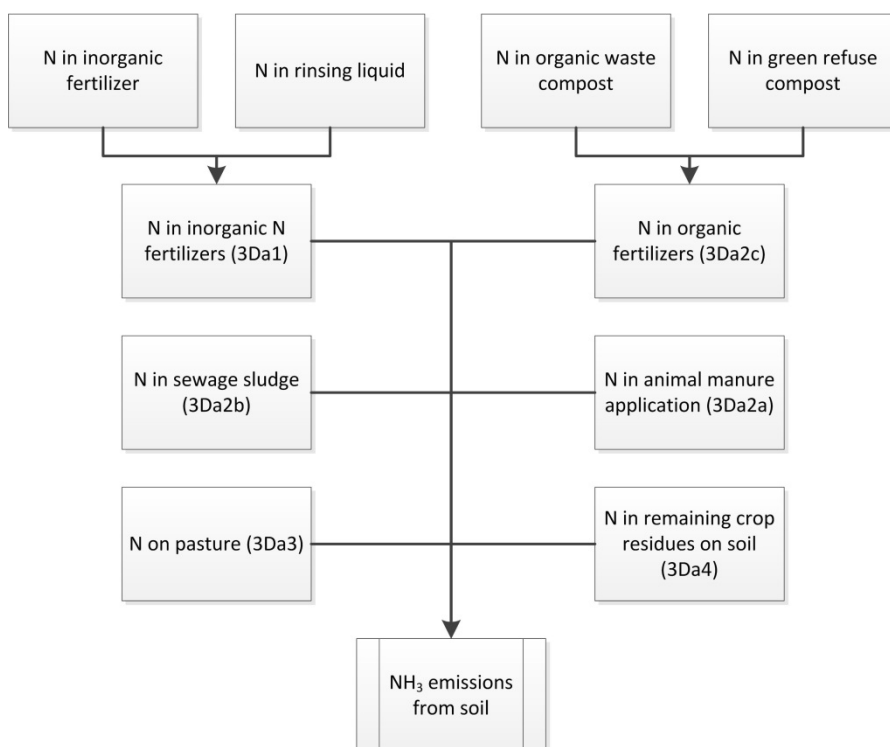 N in inorganic
fertilizer
N in rinsing liquid
N in organic waste
compost
N in green refuse
compost
N in inorganic N
fertilizers (3Da1)
N in organic
fertilizers (3Da2c)
N in sewage sludge
(3Da2b)
N in animal manure
application (3Da2a)
N on pasture (3Da3)
N in remaining crop
residues on soil
(3Da4)
NH₃ emissions
from soil